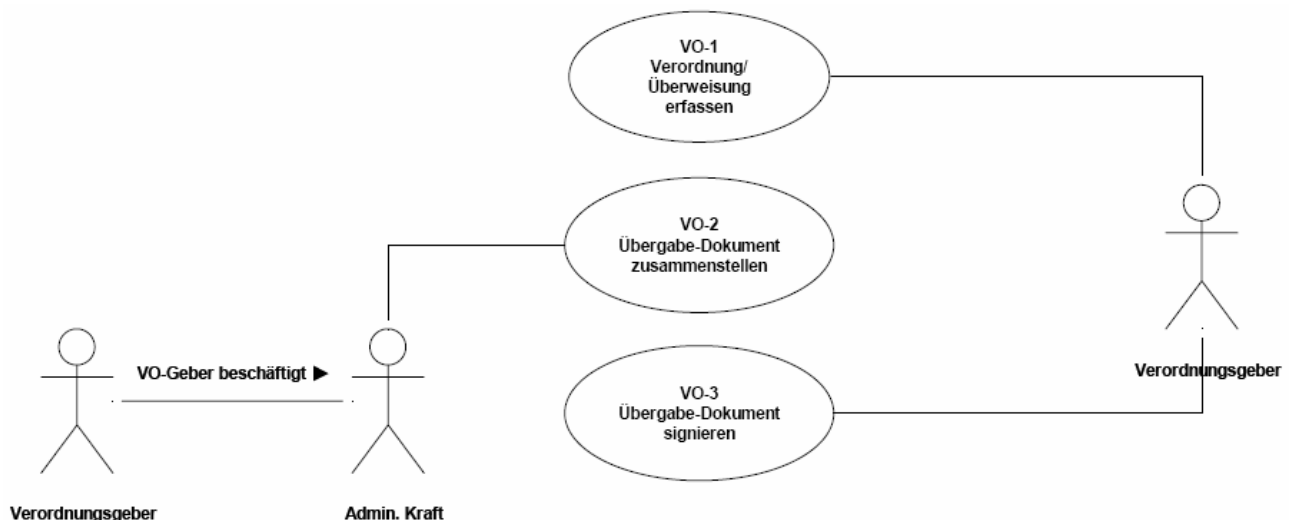 VO-1
Verordnung/
Überweisung
erfassen
VO-2
Übergabe-Dokument
zusammenstellen
VO-Geber beschäftigt ►
Verordnungsgeber
VO-3
Übergabe-Dokument
signieren
Verordnungsgeber
Admin. Kraft